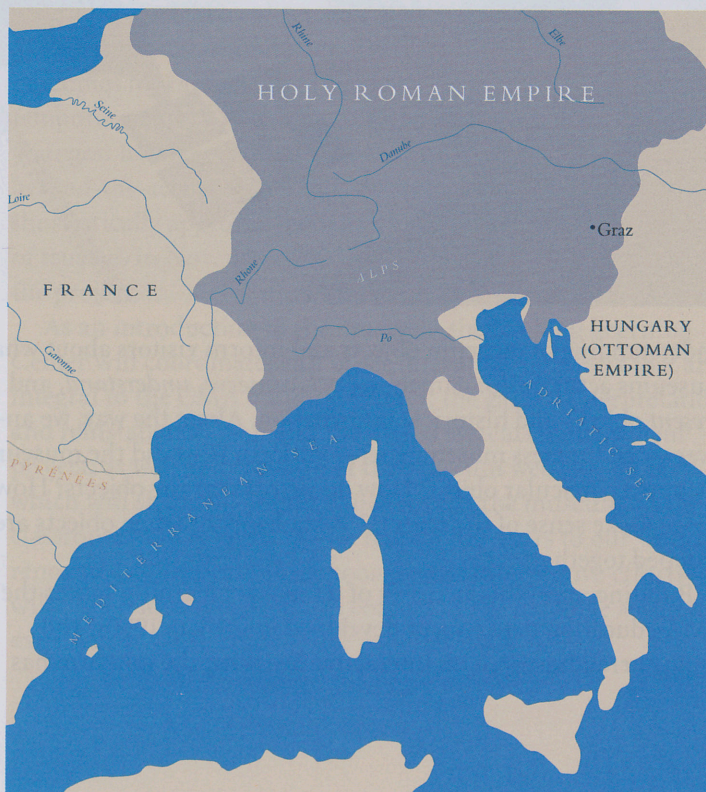 Rhine
Elbe
HOLY ROMAN EMPIRE
Seine
Danube
Loire
Graz
Rhone
ALPS
FRANCE
HUNGARY
(OTTOMAN
EMPIRE)
Po
Garonne
ADRIATIC SEA
MEDITERRANEAN SEA
PYRÉNÉES